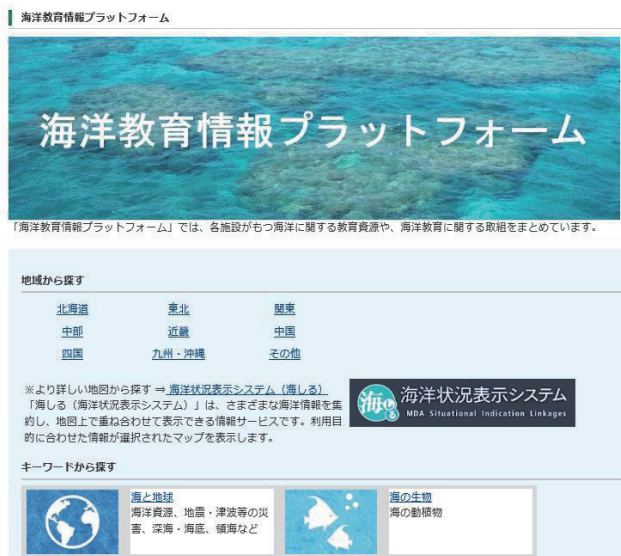 海洋教育情報プラットフォーム
海洋教育情報プラットフォーム
「海洋教育情報プラットフォーム」では、各施設がもつ海洋に関する教育資源や、海洋教育に関する取組をまとめています。
地域から探す
北海道 東北 関東
中部 近畿 中国
四国 九州・沖縄 その他
※より詳しい地図から探す ⇒ 海洋状況表示システム（海しる）
「海しる（海洋状況表示システム）」は、さまざまな海洋情報を集
約し、地図上で重ね合わせて表示できる情報サービスです。利用目
的に合わせた情報が選択されたマップを表示します。
海しる 海洋状況表示システム
MDA Situational Indication Linkages
キーワードから探す
海と地球
海洋資源、地震・津波等の災
害、深海・海底、領海など
海の生物
海の動植物